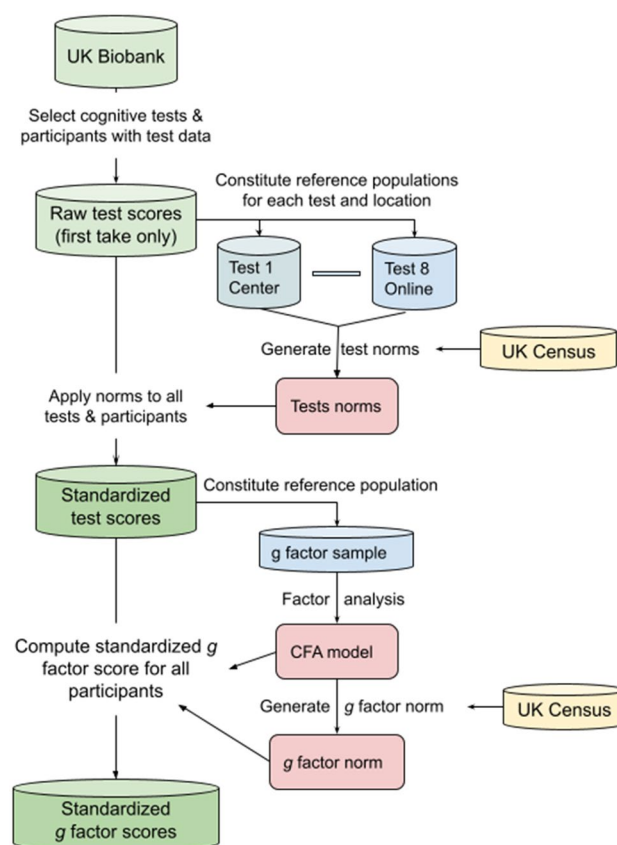 UK Biobank
Select cognitive tests &
participants with test data
Constitute reference populations
for each test and location
Raw test scores
(first take only)
Test 1
Center
Test 8
Online
Generate test norms
UK Census
Apply norms to all
tests & participants
Tests norms
Standardized
test scores
Constitute reference population
g factor sample
Factor analysis
Compute standardized g
factor score for all
participants
CFA model
Generate g factor norm
UK Census
g factor norm
Standardized
g factor scores